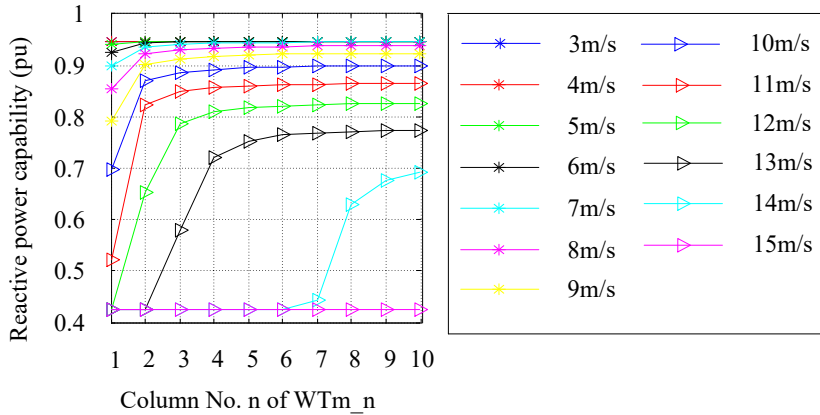 Reactive power capability (pu)
1
0.9
0.8
0.7
0.6
0.5
0.4
1 2 3 4 5 6 7 8 9 10
Column No. n of WTm_n
3m/s
4m/s
5m/s
6m/s
7m/s
8m/s
9m/s
10m/s
11m/s
12m/s
13m/s
14m/s
15m/s